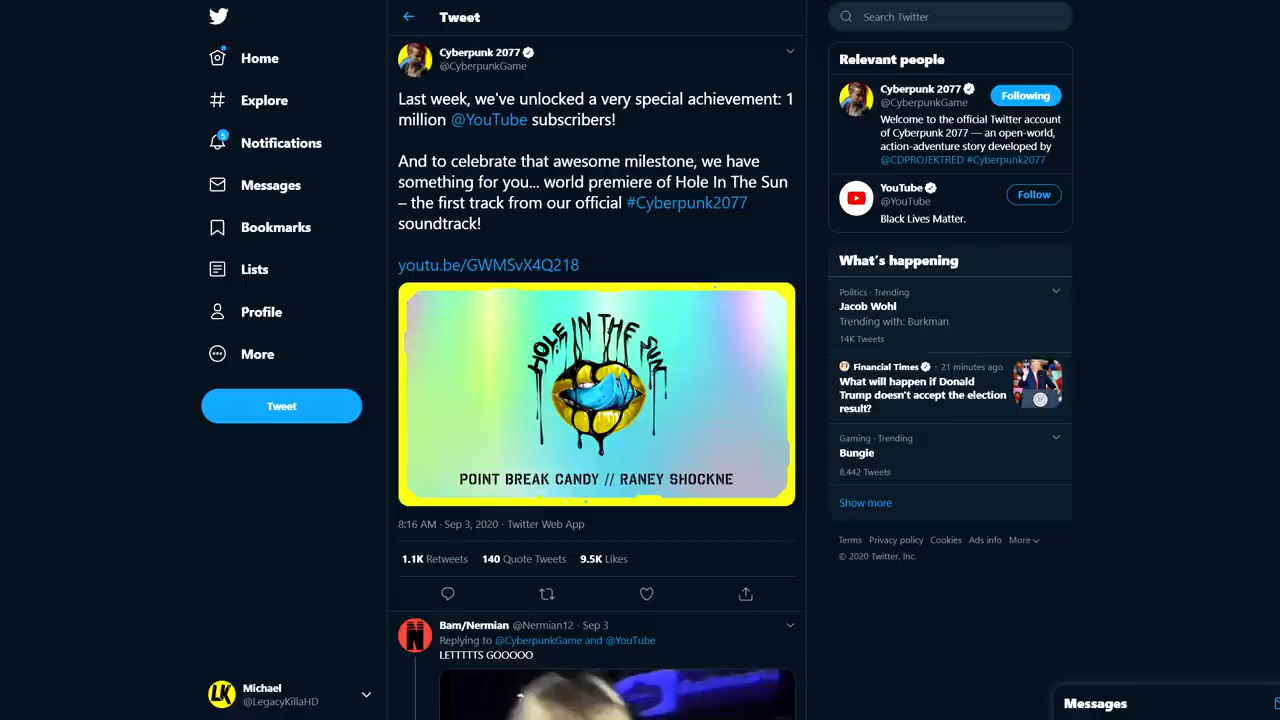 Home
Explore
5
Notifications
Messages
Bookmarks
Lists
Profile
More
Tweet
Michael
@LegacyKillaHD
Tweet
Cyberpunk 2077
@CyberpunkGame
Last week, we've unlocked a very special achievement: 1
million @YouTube subscribers!
And to celebrate that awesome milestone, we have
something for you... world premiere of Hole In The Sun
– the first track from our official #Cyberpunk2077
soundtrack!
youtu.be/GWMSvX4Q218
HOLE IN THE SUN
POINT BREAK CANDY // RANEY SHOCKNE
8:16 AM · Sep 3, 2020 · Twitter Web App
1.1K Retweets 140 Quote Tweets 9.5K Likes
Bam/Nermian @Nermian12 · Sep 3
Replying to @CyberpunkGame and @YouTube
LETTTTTS GOOOOO
Search Twitter
Relevant people
Cyberpunk 2077
@CyberpunkGame
Following
Welcome to the official Twitter account
of Cyberpunk 2077 — an open-world,
action-adventure story developed by
@CDPROJEKTRED #Cyberpunk2077
YouTube
@YouTube
Follow
Black Lives Matter.
What's happening
Politics · Trending
Jacob Wohl
Trending with: Burkman
14K Tweets
Financial Times · 21 minutes ago
What will happen if Donald
Trump doesn't accept the election
result?
Gaming · Trending
Bungie
8,442 Tweets
Show more
Terms Privacy policy Cookies Ads info More
© 2020 Twitter, Inc.
Messages
LK